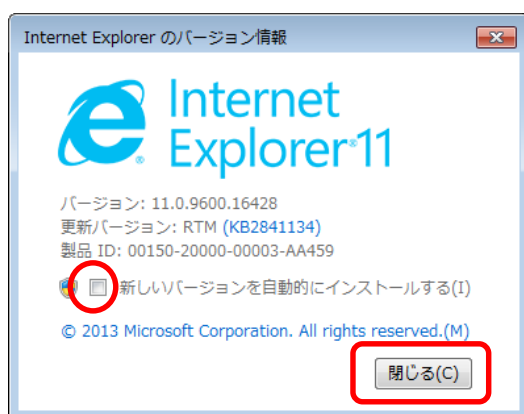 Internet Explorer のバージョン情報
Internet
Explorer®11
バージョン: 11.0.9600.16428
更新バージョン: RTM (KB2841134)
製品 ID: 00150-20000-00003-AA459
新しいバージョンを自動的にインストールする(I)
© 2013 Microsoft Corporation. All rights reserved.(M)
閉じる(C)